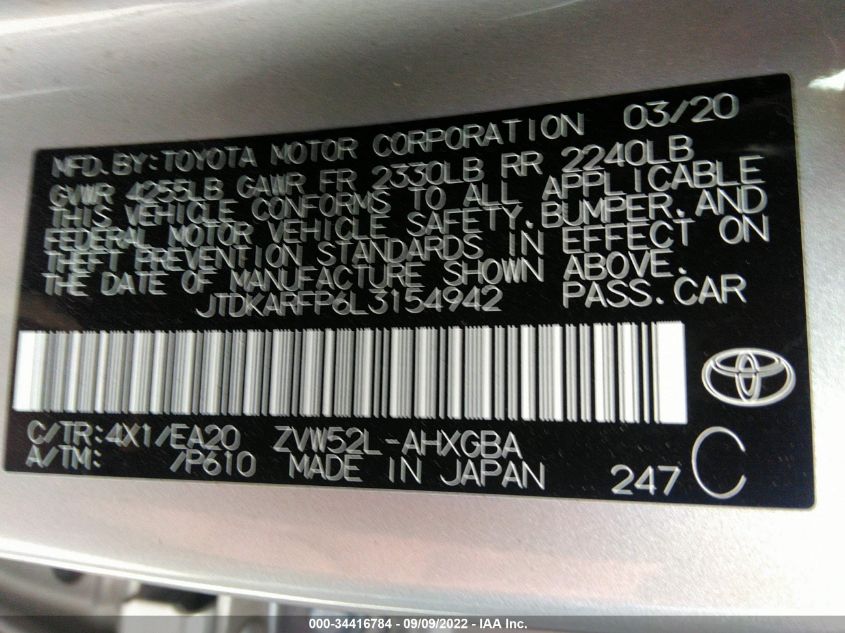 MFD.BY:TOYOTA MOTOR CORPORATION 03/20
GVWR 4255LB GAWR FR 2330LB RR 2240LB
THIS VEHICLE CONFORMS TO ALL APPLICABLE
FEDERAL MOTOR VEHICLE SAFETY,BUMPER,AND
THEFT PREVENTION STANDARDS IN EFFECT ON
THE DATE OF MANUFACTURE SHOWN ABOVE.
JTDKARFP6L3154942 PASS.CAR
C/TR:4X1/EA20 ZVW52L-AHXGBA
A/TM: /P610 MADE IN JAPAN 247 C
000-34416784 - 09/09/2022 - IAA Inc.